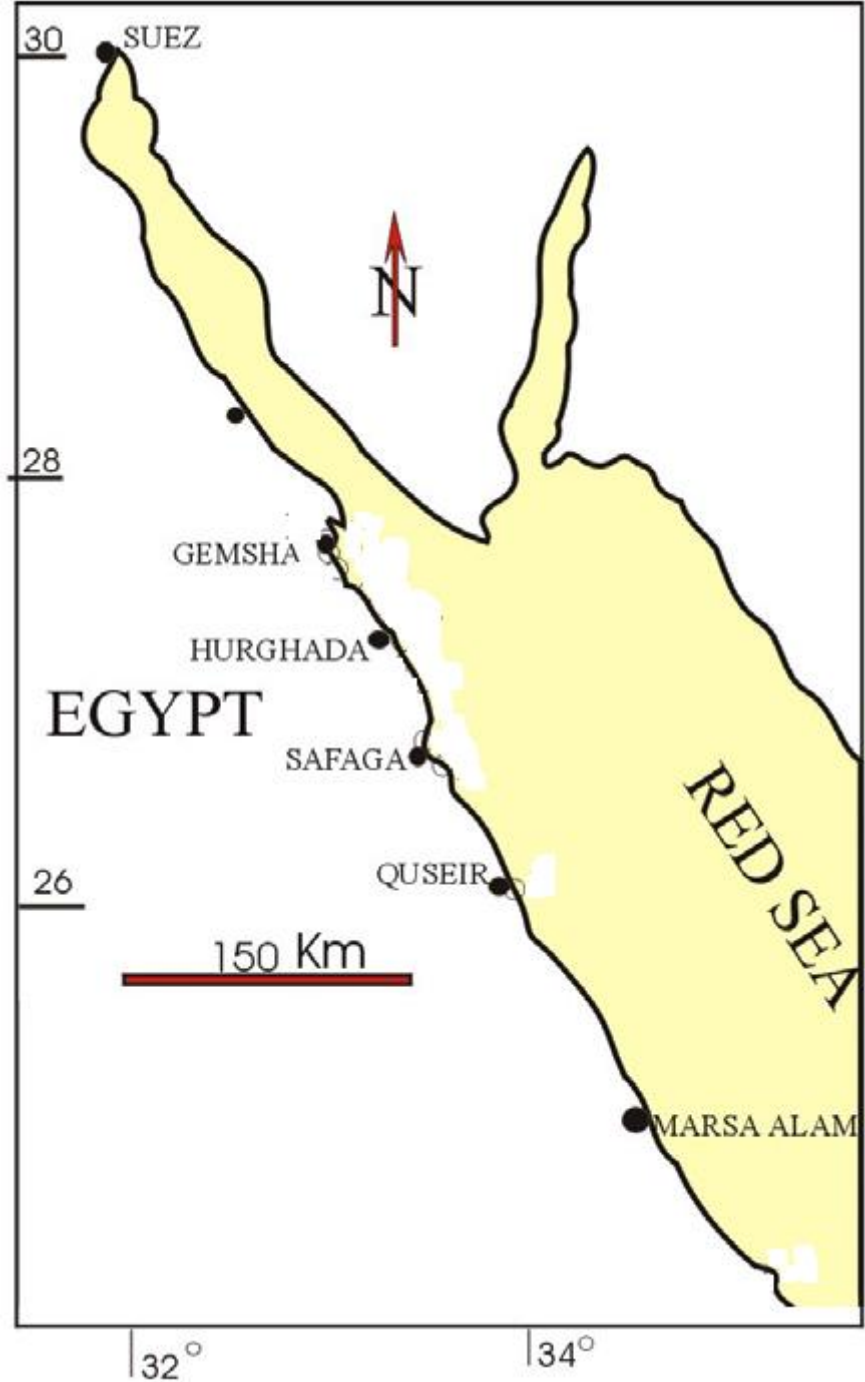 30
SUEZ
N
28
GEMSHA
HURGHADA
EGYPT
SAFAGA
RED SEA
QUSEIR
26
150 Km
MARSA ALAM
32°
34°